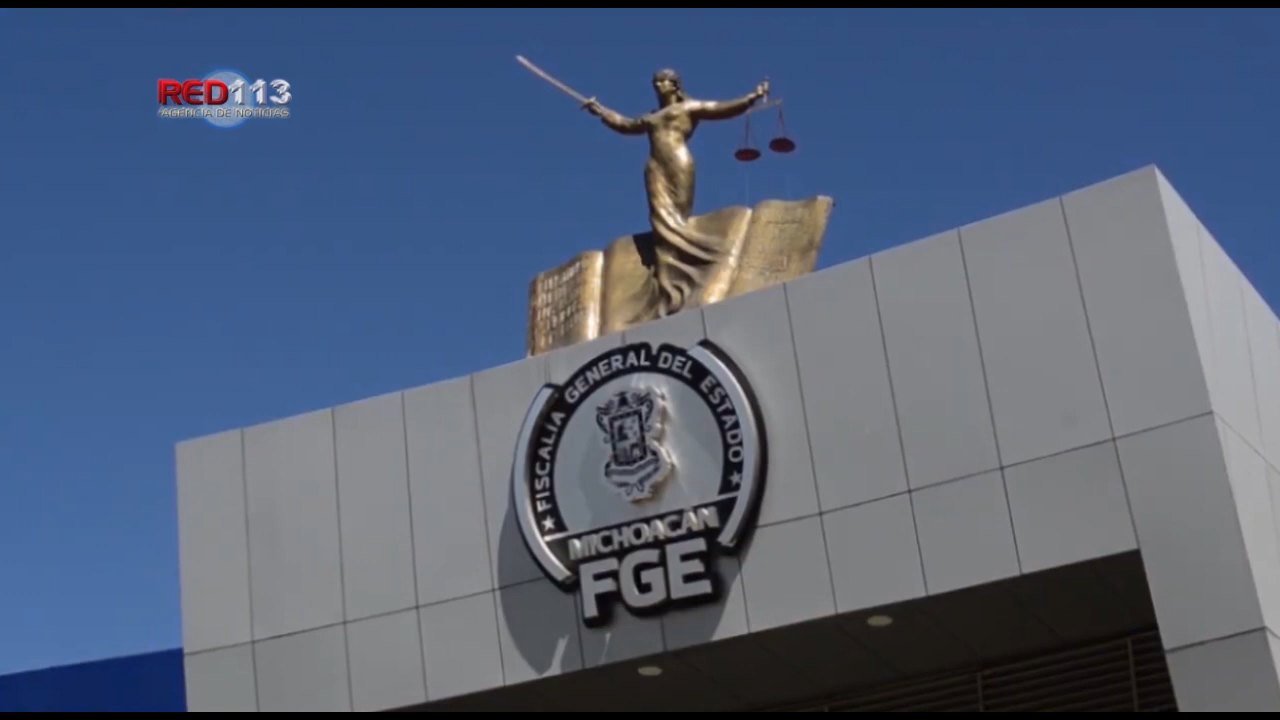 RED113
AGENCIA DE NOTICIAS
FISCALÍA GENERAL DEL ESTADO
MICHOACÁN
FGE